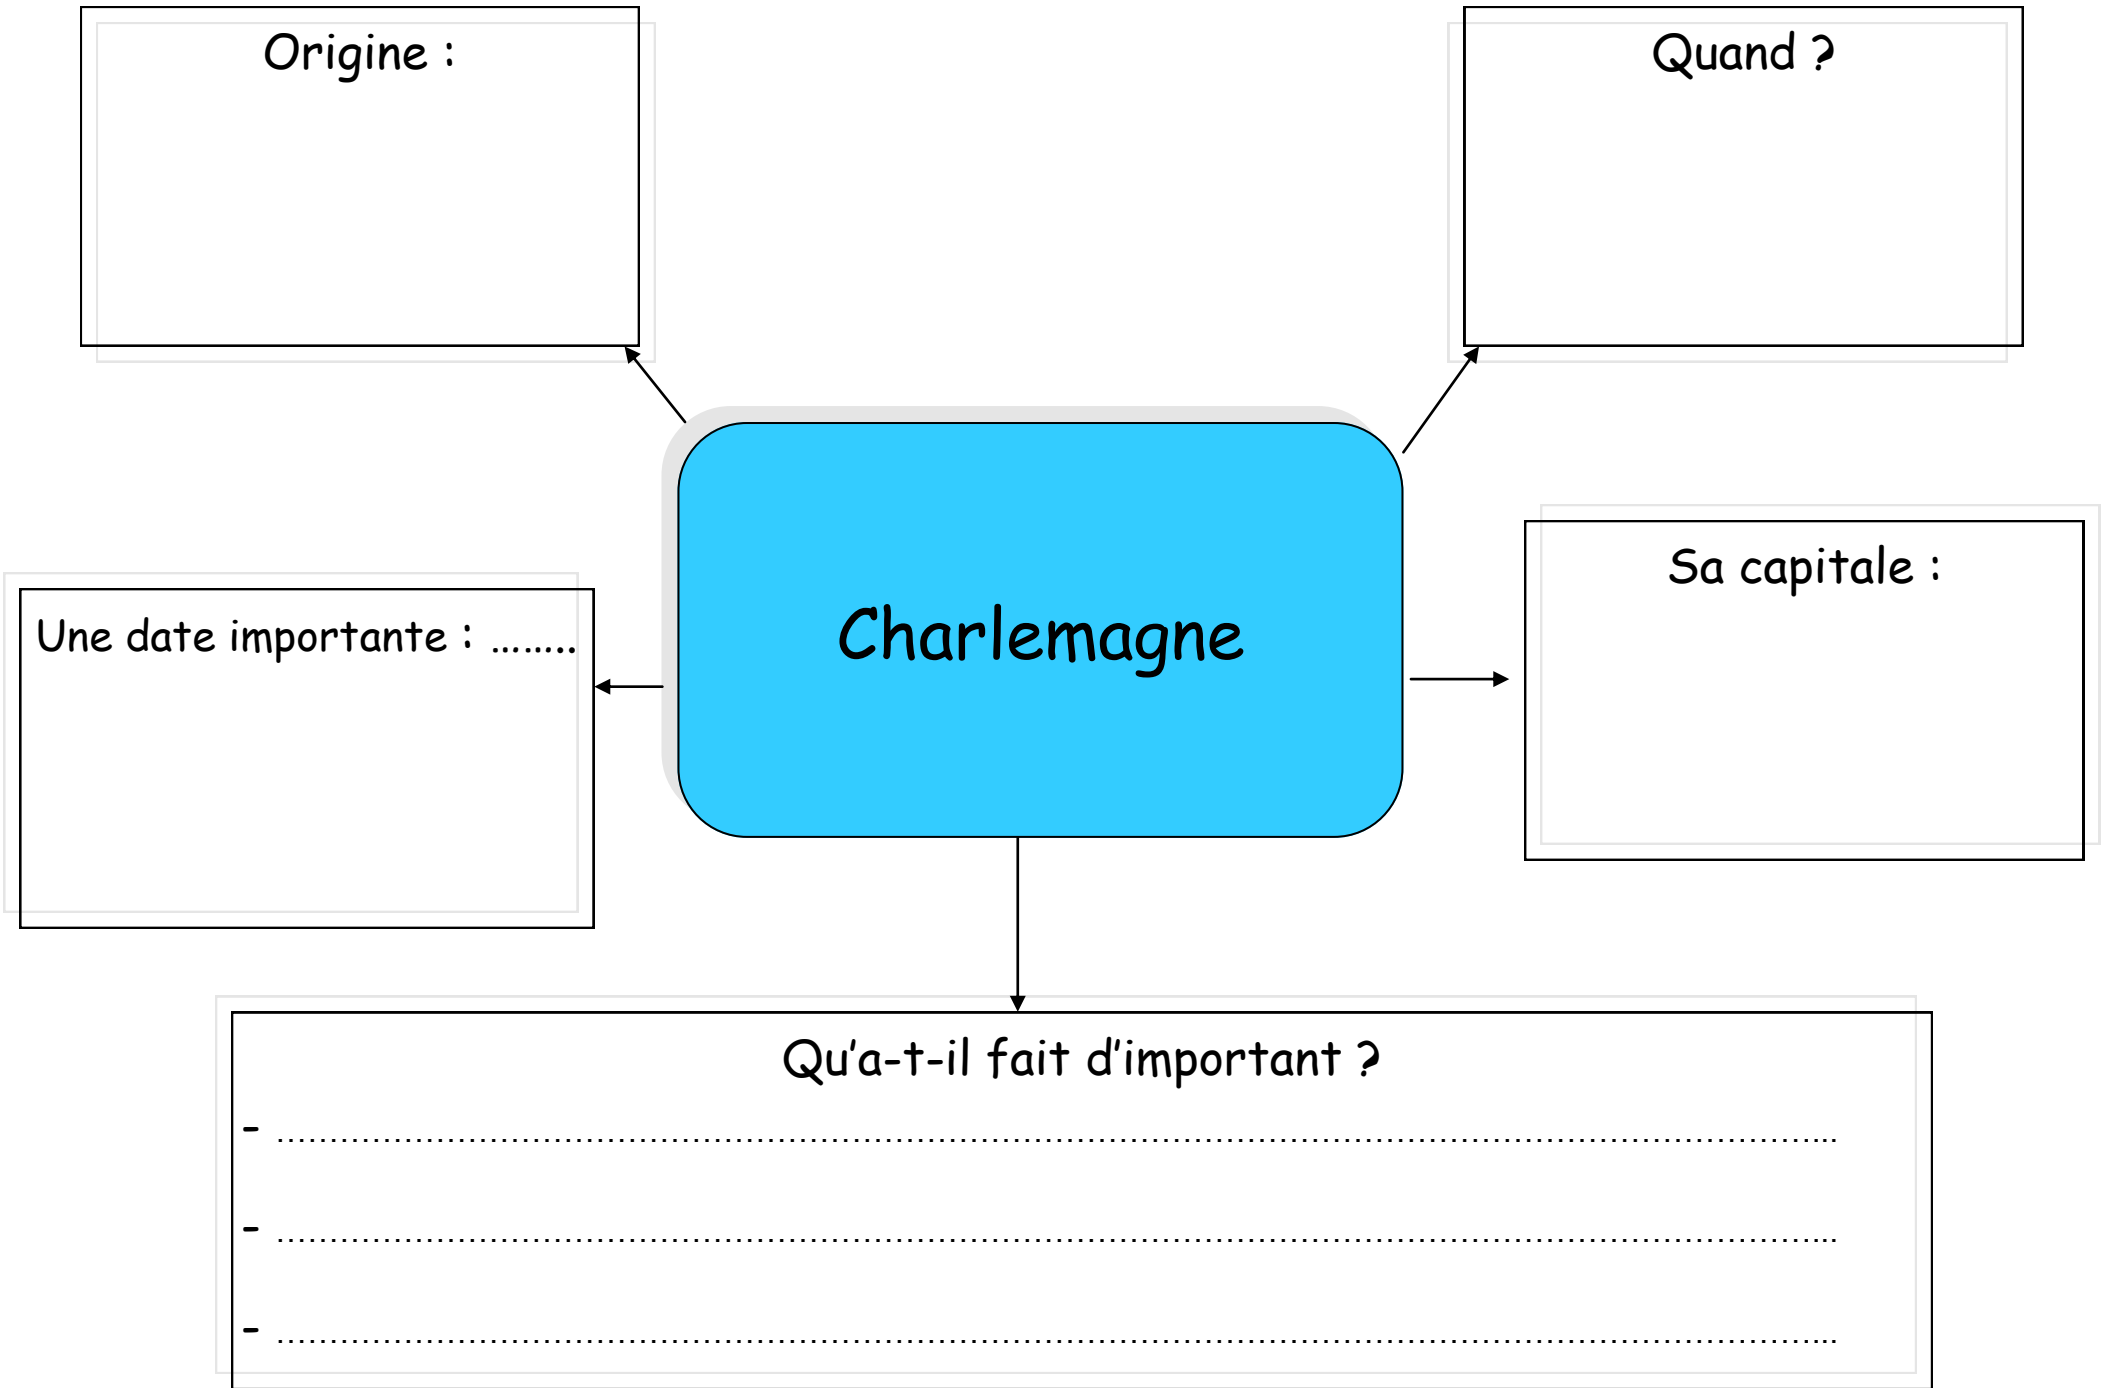 Origine :
Quand ?
Sa capitale :
Une date importante : ........
Charlemagne
Qu’a-t-il fait d’important ?
- ........................................................................................................................................................
- ........................................................................................................................................................
- ........................................................................................................................................................